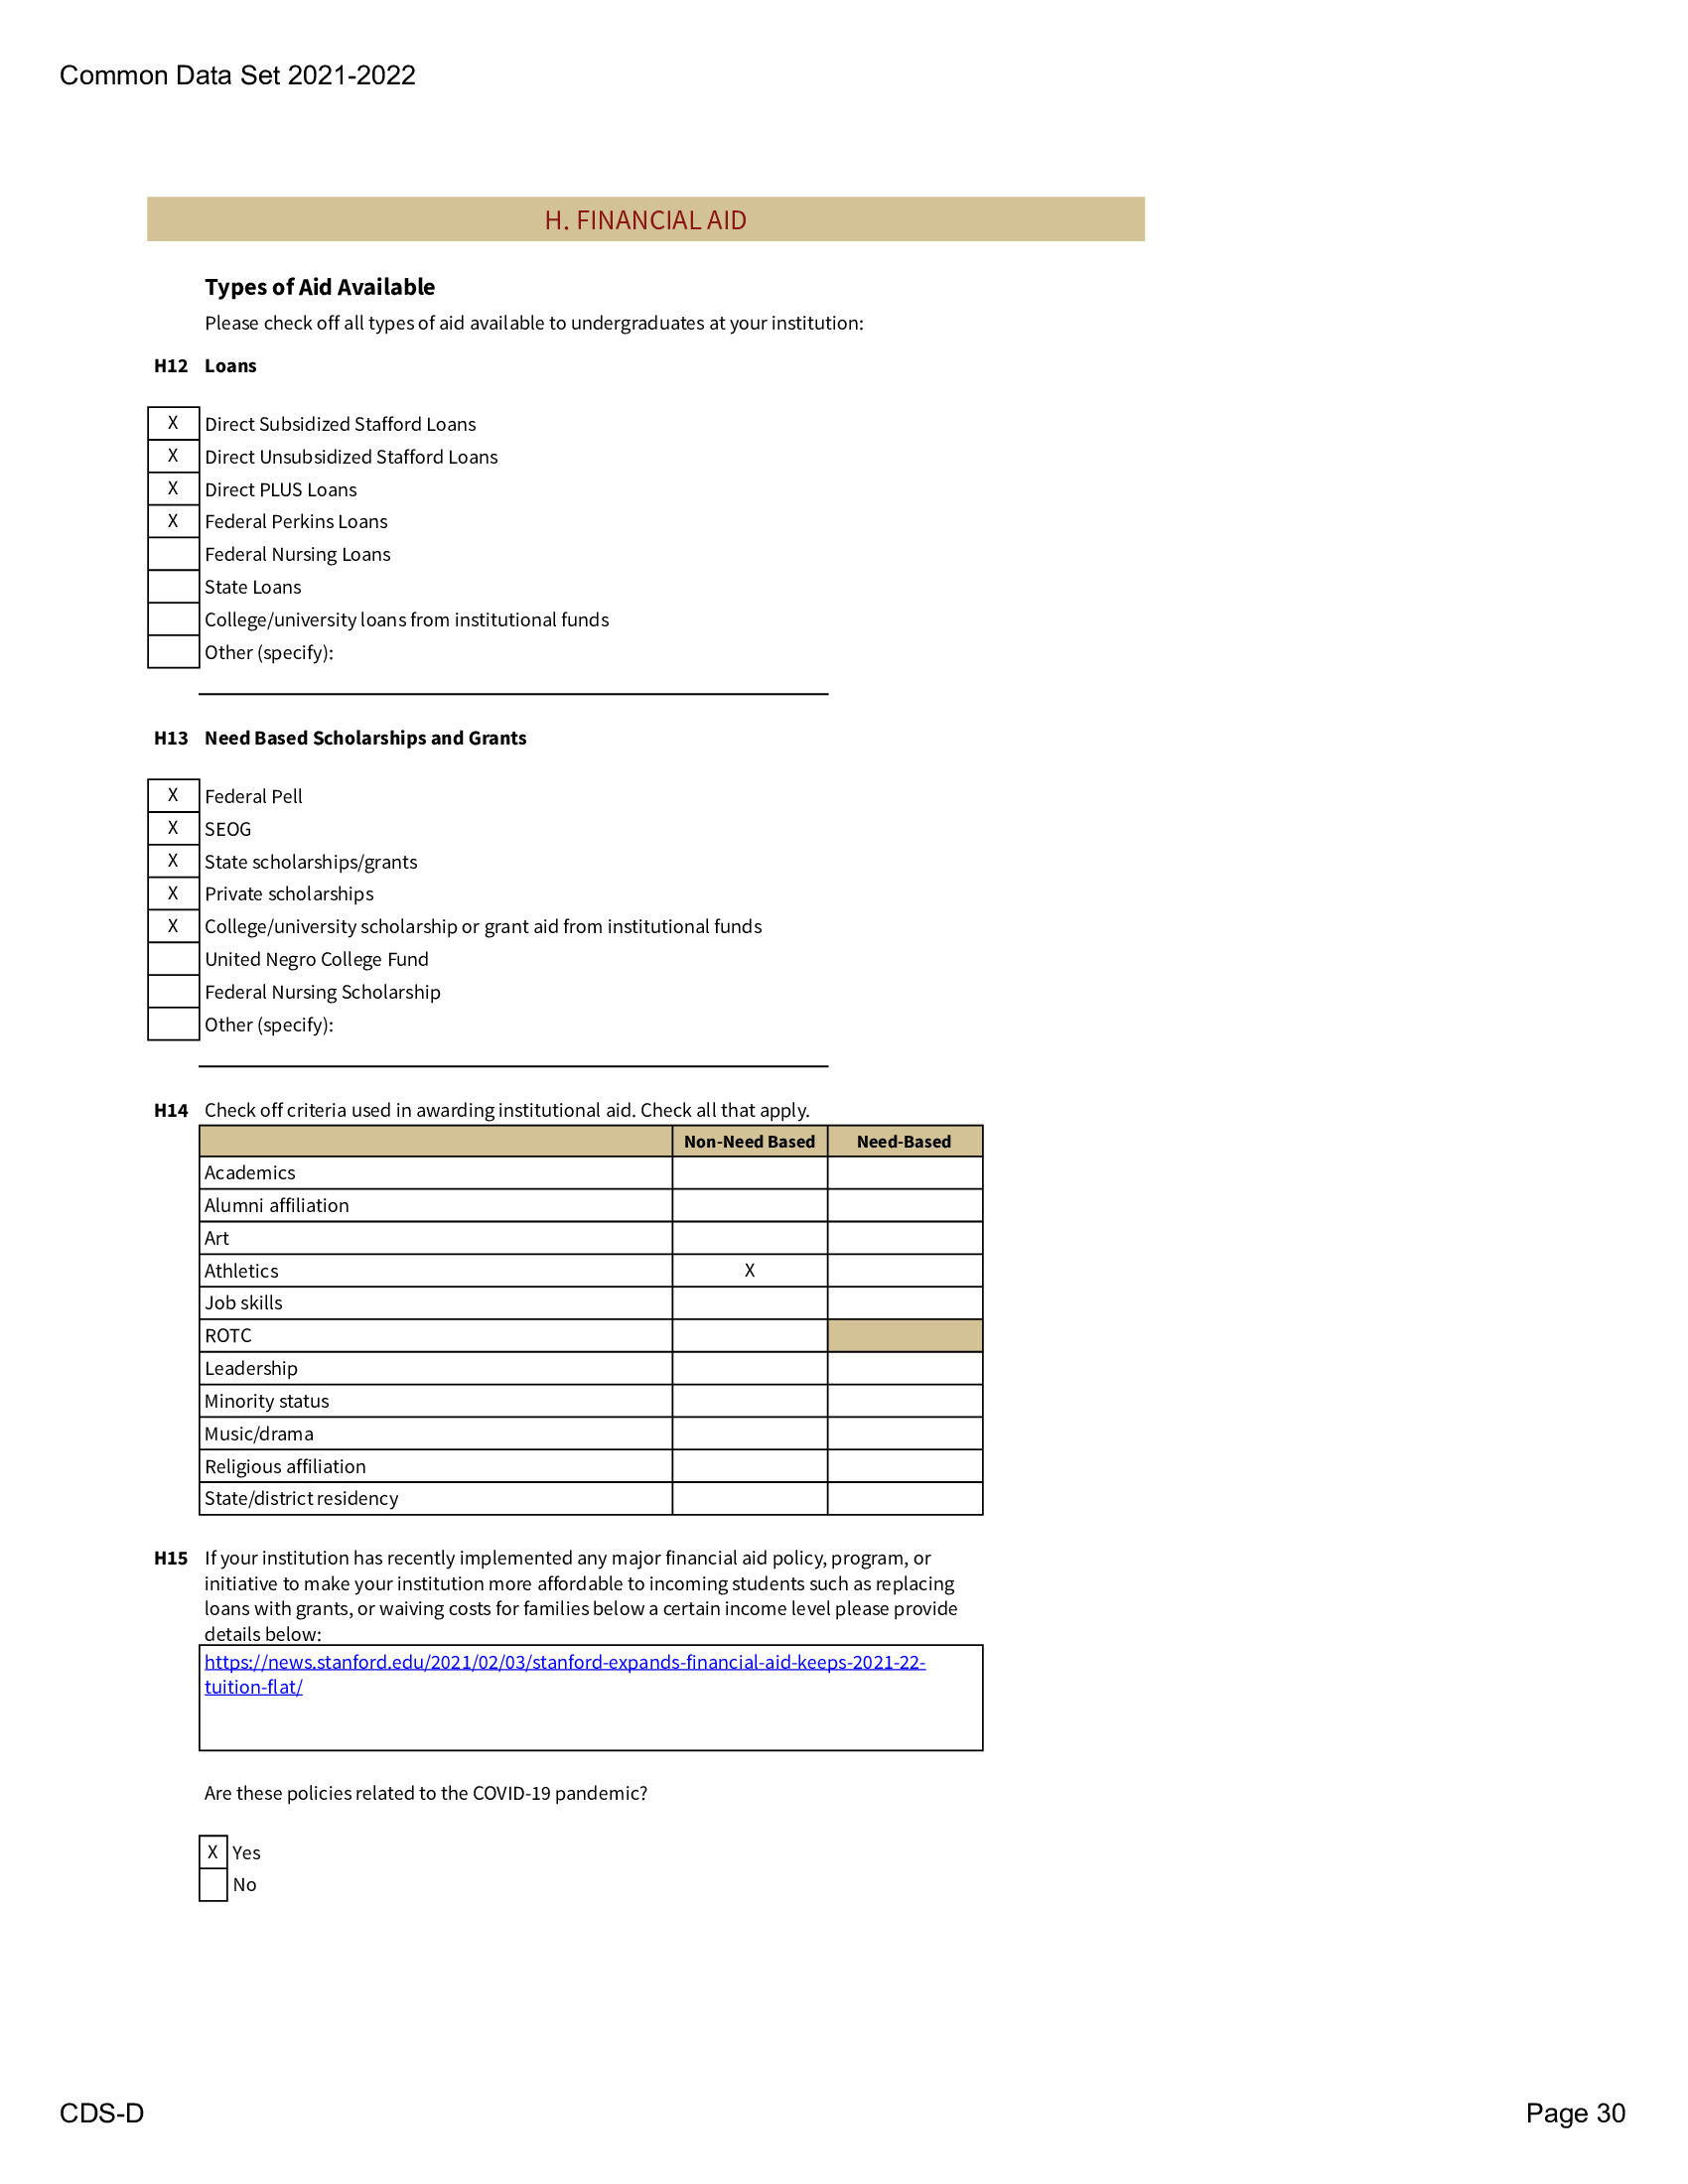 Common Data Set 2021-2022
H. FINANCIAL AID
Types of Aid Available
Please check off all types of aid available to undergraduates at your institution:
H12 Loans
X Direct Subsidized Stafford Loans
X Direct Unsubsidized Stafford Loans
X Direct PLUS Loans
X Federal Perkins Loans
Federal Nursing Loans
State Loans
College/university loans from institutional funds
Other (specify):
H13 Need Based Scholarships and Grants
X Federal Pell
X SEOG
X State scholarships/grants
X Private scholarships
X College/university scholarship or grant aid from institutional funds
United Negro College Fund
Federal Nursing Scholarship
Other (specify):
H14 Check off criteria used in awarding institutional aid. Check all that apply.
Non-Need Based Need-Based
Academics
Alumni affiliation
Art
Athletics X
Job skills
ROTC
Leadership
Minority status
Music/drama
Religious affiliation
State/district residency
H15 If your institution has recently implemented any major financial aid policy, program, or
initiative to make your institution more affordable to incoming students such as replacing
loans with grants, or waiving costs for families below a certain income level please provide
details below:
https://news.stanford.edu/2021/02/03/stanford-expands-financial-aid-keeps-2021-22-
tuition-flat/
Are these policies related to the COVID-19 pandemic?
X Yes
No
CDS-D Page 30